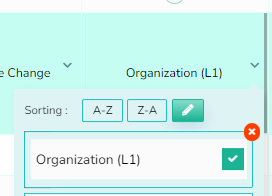 e Change Organization (L1)
Sorting : A-Z Z-A
Organization (L1)